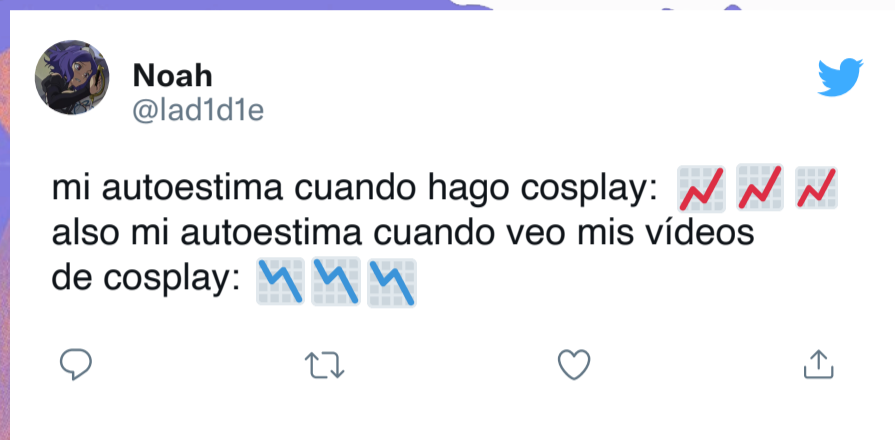 Noah
@lad1d1e
mi autoestima cuando hago cosplay: 📈 📈 📈
also mi autoestima cuando veo mis vídeos
de cosplay: 📉 📉 📉